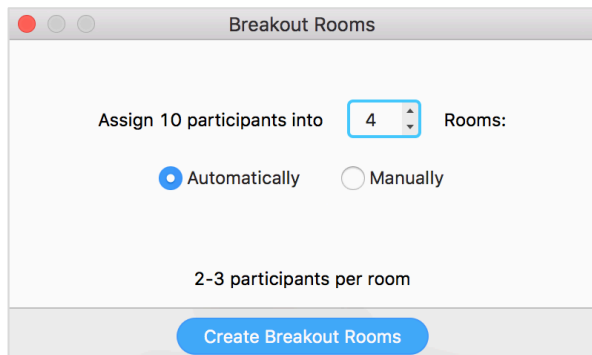 Breakout Rooms
Assign 10 participants into 4 Rooms:
Automatically Manually
2-3 participants per room
Create Breakout Rooms